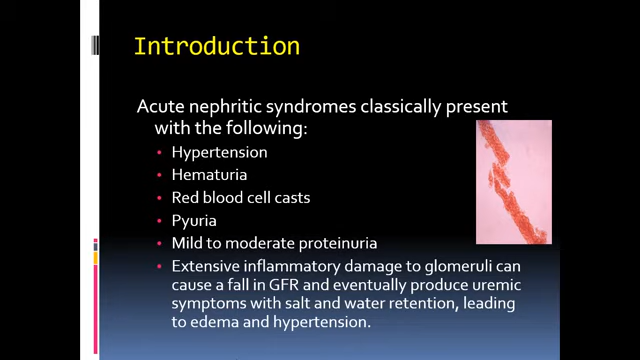 Introduction
Acute nephritic syndromes classically present
with the following:
• Hypertension
• Hematuria
• Red blood cell casts
• Pyuria
• Mild to moderate proteinuria
• Extensive inflammatory damage to glomeruli can
cause a fall in GFR and eventually produce uremic
symptoms with salt and water retention, leading
to edema and hypertension.